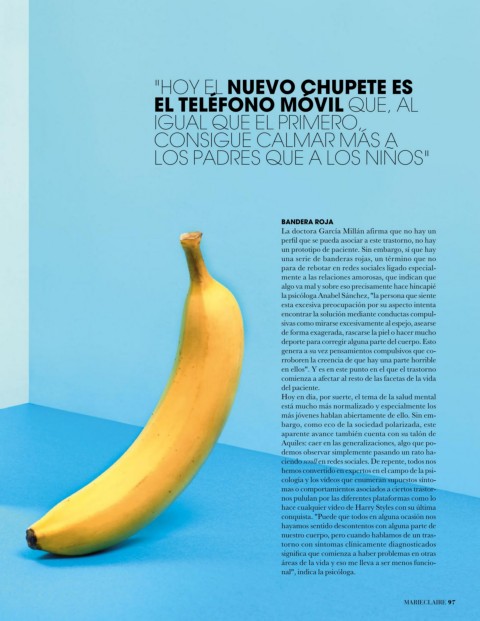 "HOY EL NUEVO CHUPETE ES
EL TELÉFONO MÓVIL QUE, AL
IGUAL QUE EL PRIMERO,
CONSIGUE CALMAR MÁS A
LOS PADRES QUE A LOS NIÑOS"
BANDERA ROJA
La doctora García Millán afirma que no hay un
perfil que se pueda asociar a este trastorno, no hay
un prototipo de paciente. Sin embargo, sí que hay
una serie de banderas rojas, un término que no
para de rebotar en redes sociales ligado especial-
mente a las relaciones amorosas, que indican que
algo va mal y sobre eso precisamente hace hincapié
la psicóloga Anabel Sánchez, "la persona que siente
esta excesiva preocupación por su aspecto intenta
encontrar la solución mediante conductas compul-
sivas como mirarse excesivamente al espejo, asearse
de forma exagerada, rascarse la piel o hacer mucho
deporte para corregir alguna parte del cuerpo. Esto
genera a su vez pensamientos compulsivos que co-
rroboren la creencia de que hay una parte horrible
en ellos". Y es en este punto en el que el trastorno
comienza a afectar al resto de las facetas de la vida
del paciente.
Hoy en día, por suerte, el tema de la salud mental
está mucho más normalizado y especialmente los
más jóvenes hablan abiertamente de ello. Sin em-
bargo, como eco de la sociedad polarizada, este
aparente avance también cuenta con su talón de
Aquiles: caer en las generalizaciones, algo que po-
demos observar simplemente pasando un rato ha-
ciendo scroll en redes sociales. De repente, todos nos
hemos convertido en expertos en el campo de la psi-
cología y los vídeos que enumeran supuestos sínto-
mas o comportamientos asociados a ciertos trastor-
nos pululan por las diferentes plataformas como lo
hace cualquier vídeo de Harry Styles con su última
conquista. "Puede que todos en alguna ocasión nos
hayamos sentido descontentos con alguna parte de
nuestro cuerpo, pero cuando hablamos de un tras-
torno con síntomas clínicamente diagnosticados
significa que comienza a haber problemas en otras
áreas de la vida y eso me lleva a ser menos funcio-
nal", indica la psicóloga.
MARIE CLAIRE 97